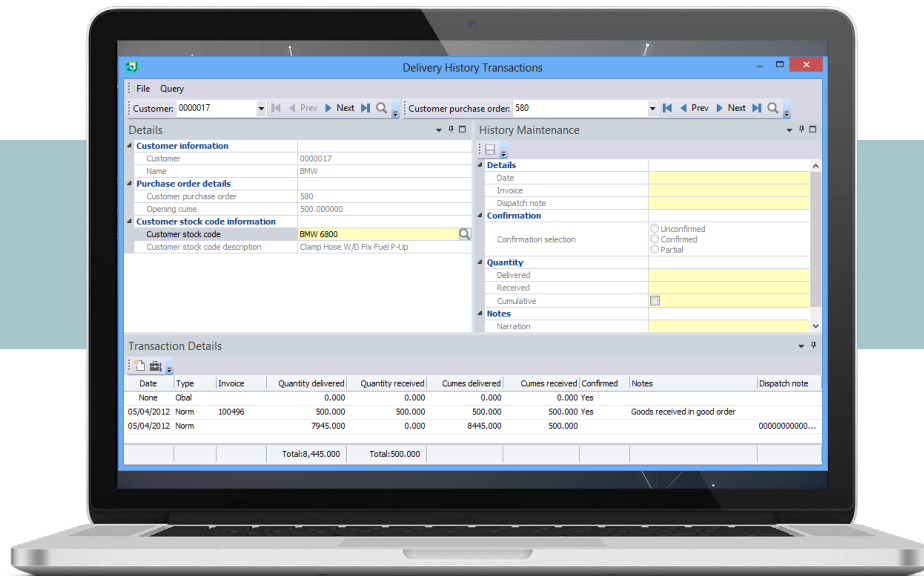 Delivery History Transactions
File Query
Customer: 0000017 Prev Next Customer purchase order: 580 Prev Next
Details
Customer information
Customer 0000017
Name BMW
Purchase order details
Customer purchase order 580
Opening cume 500.000000
Customer stock code information
Customer stock code BMW 6800
Customer stock code description Clamp Hose W/D Fix Fuel P-Up
History Maintenance
Details
Date
Invoice
Dispatch note
Confirmation
Confirmation selection
Unconfirmed
Confirmed
Partial
Quantity
Delivered
Received
Cumulative
Notes
Narration
Transaction Details
Date Type Invoice Quantity delivered Quantity received Cumes delivered Cumes received Confirmed Notes Dispatch note
None Obal 0.000 0.000 0.000 0.000 Yes
05/04/2012 Norm 100496 500.000 500.000 500.000 500.000 Yes Goods received in good order
05/04/2012 Norm 7945.000 0.000 8445.000 500.000 00000000000...
Total:8,445.000 Total:500.000